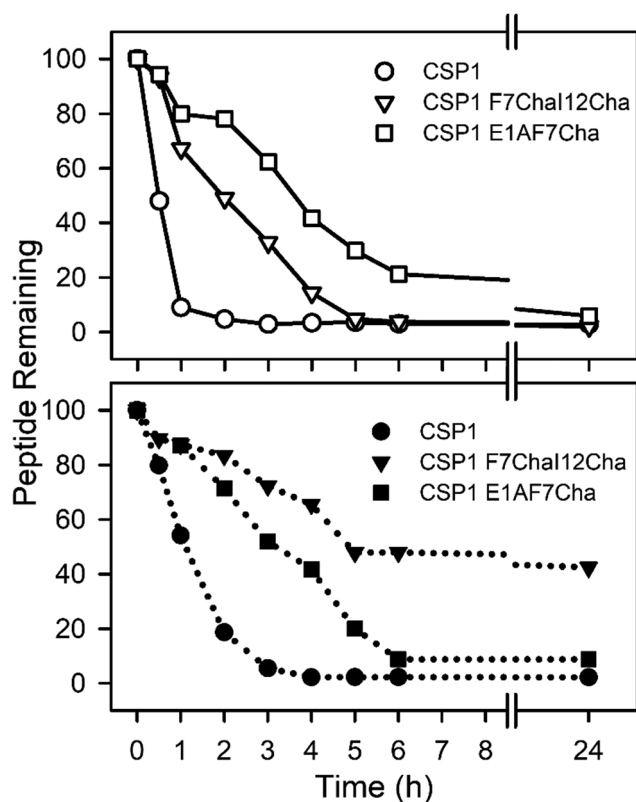 100
80
60
40
20
0
CSP1
CSP1 F7ChaI12Cha
CSP1 E1AF7Cha
Peptide Remaining
100
80
60
40
20
0
CSP1
CSP1 F7ChaI12Cha
CSP1 E1AF7Cha
0 1 2 3 4 5 6 7 8 24
Time (h)